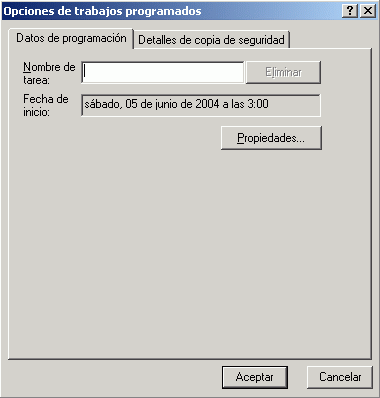 Opciones de trabajos programados
Datos de programación
Detalles de copia de seguridad
Nombre de
tarea:
Eliminar
Fecha de
inicio:
sábado, 05 de junio de 2004 a las 3:00
Propiedades...
Aceptar
Cancelar